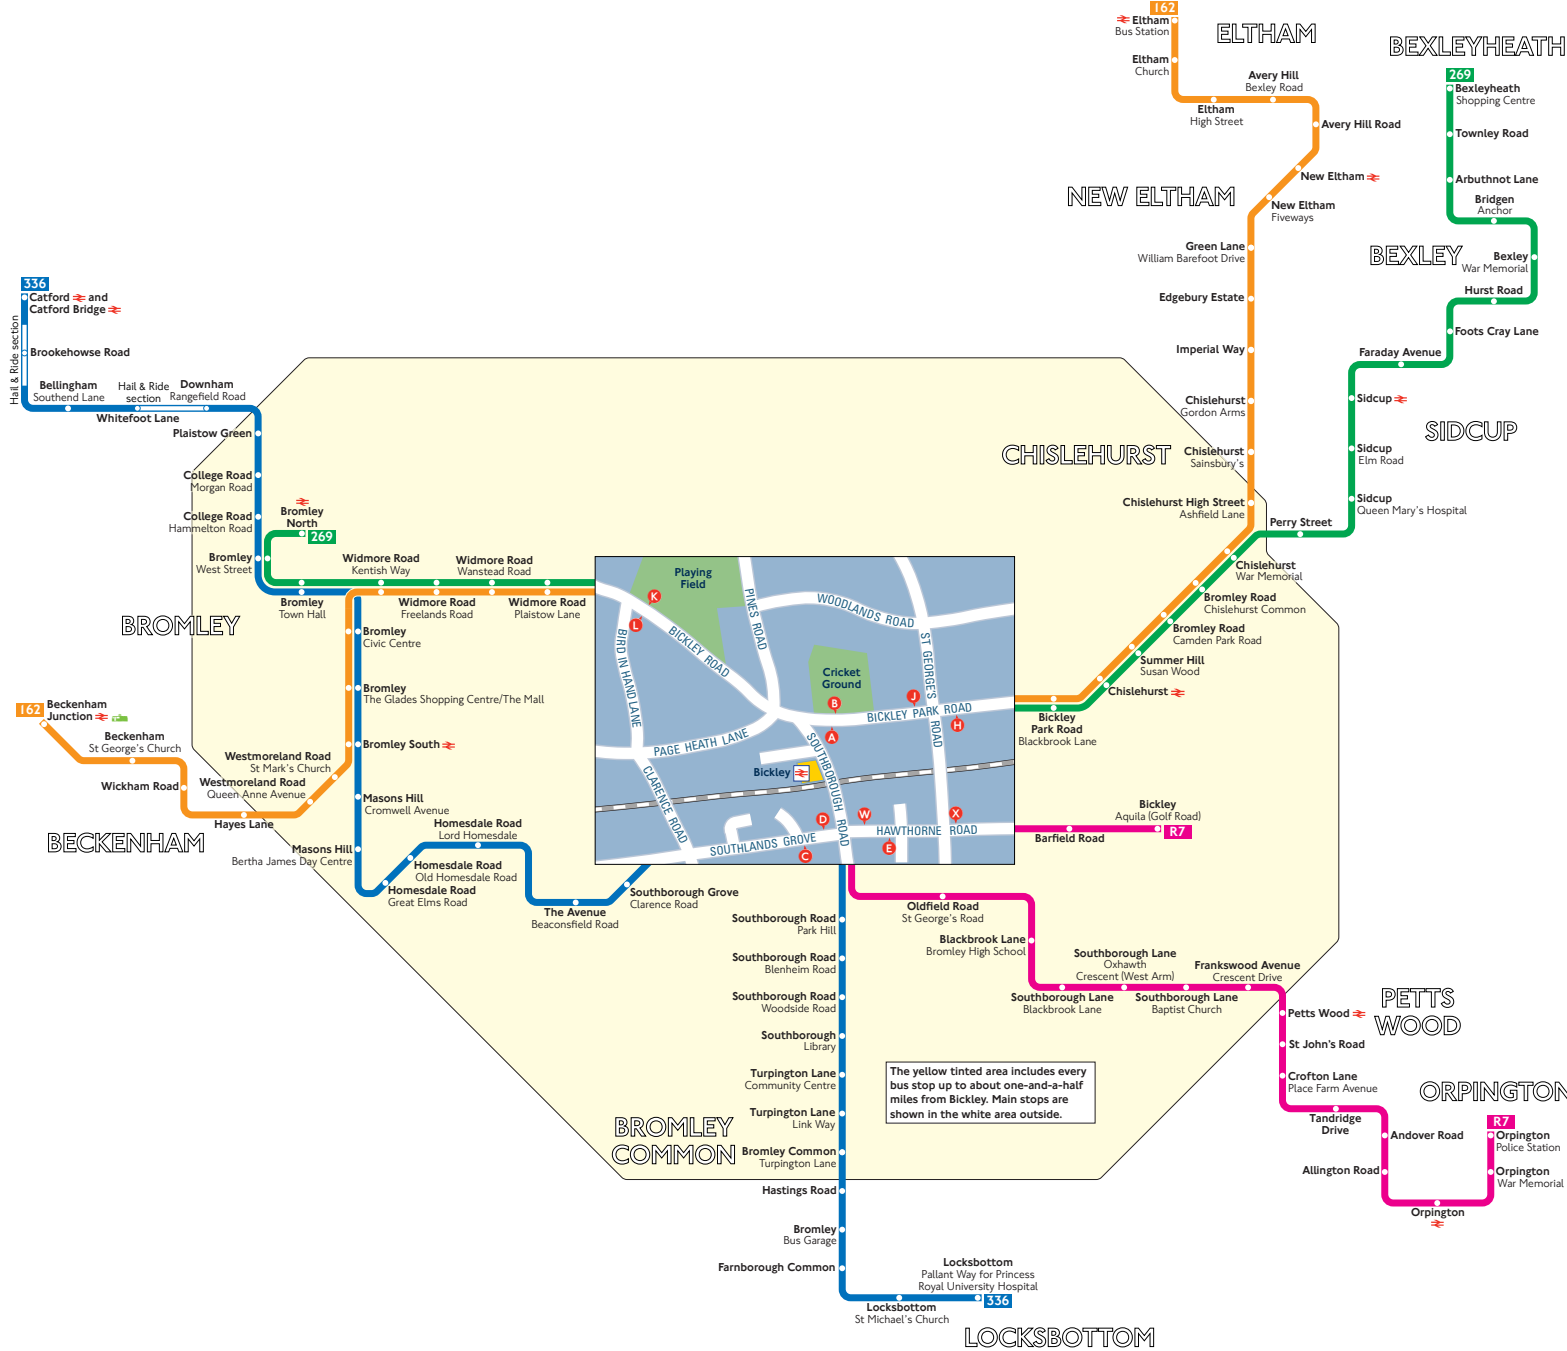 162
Eltham
Bus Station
Eltham
Church
ELTHAM
Avery Hill
Bexley Road
Eltham
High Street
Avery Hill Road
New Eltham
NEW ELTHAM
New Eltham
Fiveways
Green Lane
William Barefoot Drive
Edgebury Estate
Imperial Way
Chislehurst
Gordon Arms
CHISLEHURST
Chislehurst
Sainsbury's
Chislehurst High Street
Ashfield Lane
BEXLEYHEATH
269
Bexleyheath
Shopping Centre
Townley Road
Arbuthnot Lane
Bridgen
Anchor
BEXLEY
Bexley
War Memorial
Hurst Road
Foots Cray Lane
Faraday Avenue
Sidcup
SIDCUP
Sidcup
Elm Road
Sidcup
Queen Mary's Hospital
Perry Street
Chislehurst
War Memorial
Bromley Road
Chislehurst Common
Bromley Road
Camden Park Road
Summer Hill
Susan Wood
Chislehurst
Bickley
Park Road
Blackbrook Lane
336
Catford and
Catford Bridge
Hail & Ride section
Brookehowse Road
Bellingham
Southend Lane
Hail & Ride
section
Downham
Rangefield Road
Whitefoot Lane
Plaistow Green
College Road
Morgan Road
College Road
Hammelton Road
Bromley
North
269
Bromley
West Street
Widmore Road
Kentish Way
Widmore Road
Wanstead Road
Bromley
Town Hall
Widmore Road
Freelands Road
Widmore Road
Plaistow Lane
BROMLEY
Bromley
Civic Centre
Bromley
The Glades Shopping Centre/The Mall
162
Beckenham
Junction
Beckenham
St George's Church
Bromley South
Westmoreland Road
St Mark's Church
Wickham Road
Westmoreland Road
Queen Anne Avenue
Hayes Lane
BECKENHAM
Masons Hill
Cromwell Avenue
Masons Hill
Bertha James Day Centre
Homesdale Road
Lord Homesdale
Homesdale Road
Old Homesdale Road
Homesdale Road
Great Elms Road
The Avenue
Beaconsfield Road
Southborough Grove
Clarence Road
Playing
Field
K
L
PINES ROAD
WOODLANDS ROAD
BIRD IN HAND LANE
BICKLEY ROAD
ST GEORGE'S ROAD
Cricket
Ground
B
J
BICKLEY PARK ROAD
A
H
PAGE HEATH LANE
SOUTHBOROUGH ROAD
Bickley
CLARENCE ROAD
D
W
X
HAWTHORNE ROAD
SOUTHLANDS GROVE
C
E
Bickley
Aquila (Golf Road)
R7
Barfield Road
Oldfield Road
St George's Road
Blackbrook Lane
Bromley High School
Southborough Lane
Oxhawth
Crescent (West Arm)
Frankswood Avenue
Crescent Drive
Southborough Lane
Blackbrook Lane
Southborough Lane
Baptist Church
Petts Wood
PETTS
WOOD
St John's Road
Crofton Lane
Place Farm Avenue
Tandridge
Drive
ORPINGTON
R7
Andover Road
Orpington
Police Station
Allington Road
Orpington
War Memorial
Orpington
Southborough Road
Park Hill
Southborough Road
Blenheim Road
Southborough Road
Woodside Road
Southborough
Library
Turpington Lane
Community Centre
Turpington Lane
Link Way
BROMLEY
COMMON
Bromley Common
Turpington Lane
Hastings Road
Bromley
Bus Garage
Farnborough Common
Locksbottom
Pallant Way for Princess
Royal University Hospital
336
Locksbottom
St Michael's Church
LOCKSBOTTOM
The yellow tinted area includes every
bus stop up to about one-and-a-half
miles from Bickley. Main stops are
shown in the white area outside.